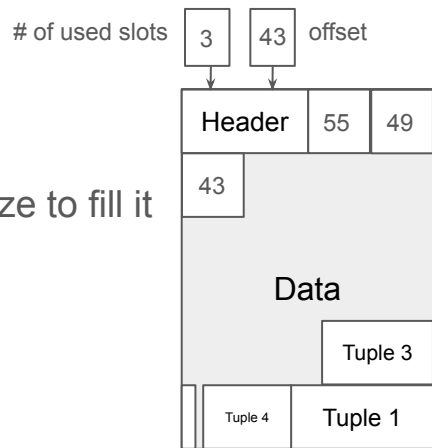 # of used slots 3 43 offset
Header 55 49
43
ze to fill it
Data
Tuple 3
Tuple 4 Tuple 1